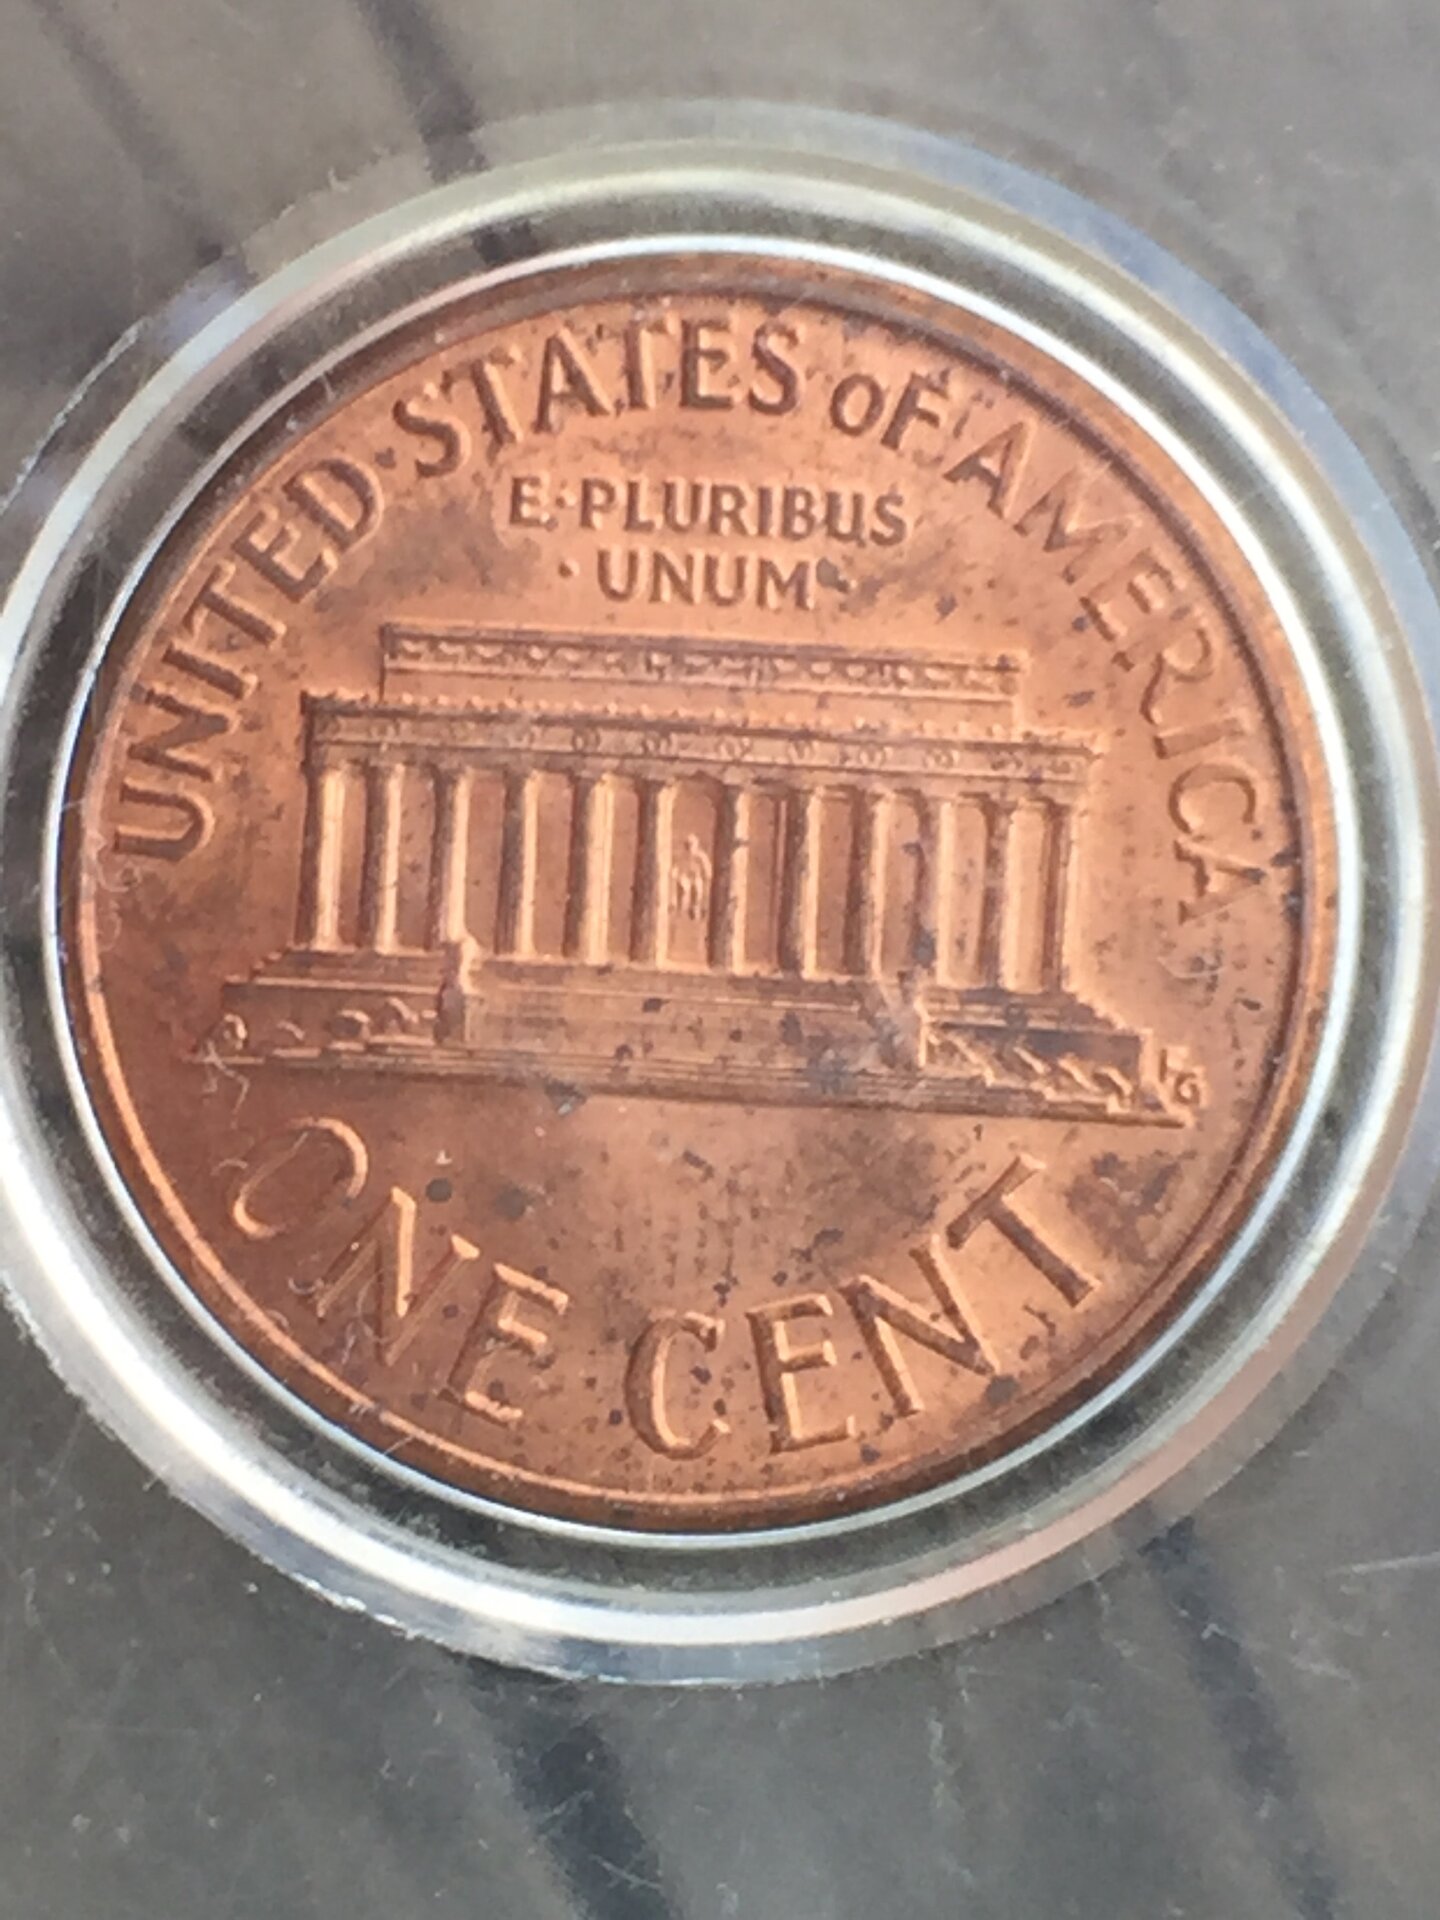 UNITED·STATES OF AMERICA
E·PLURIBUS
·UNUM·
FG
ONE CENT